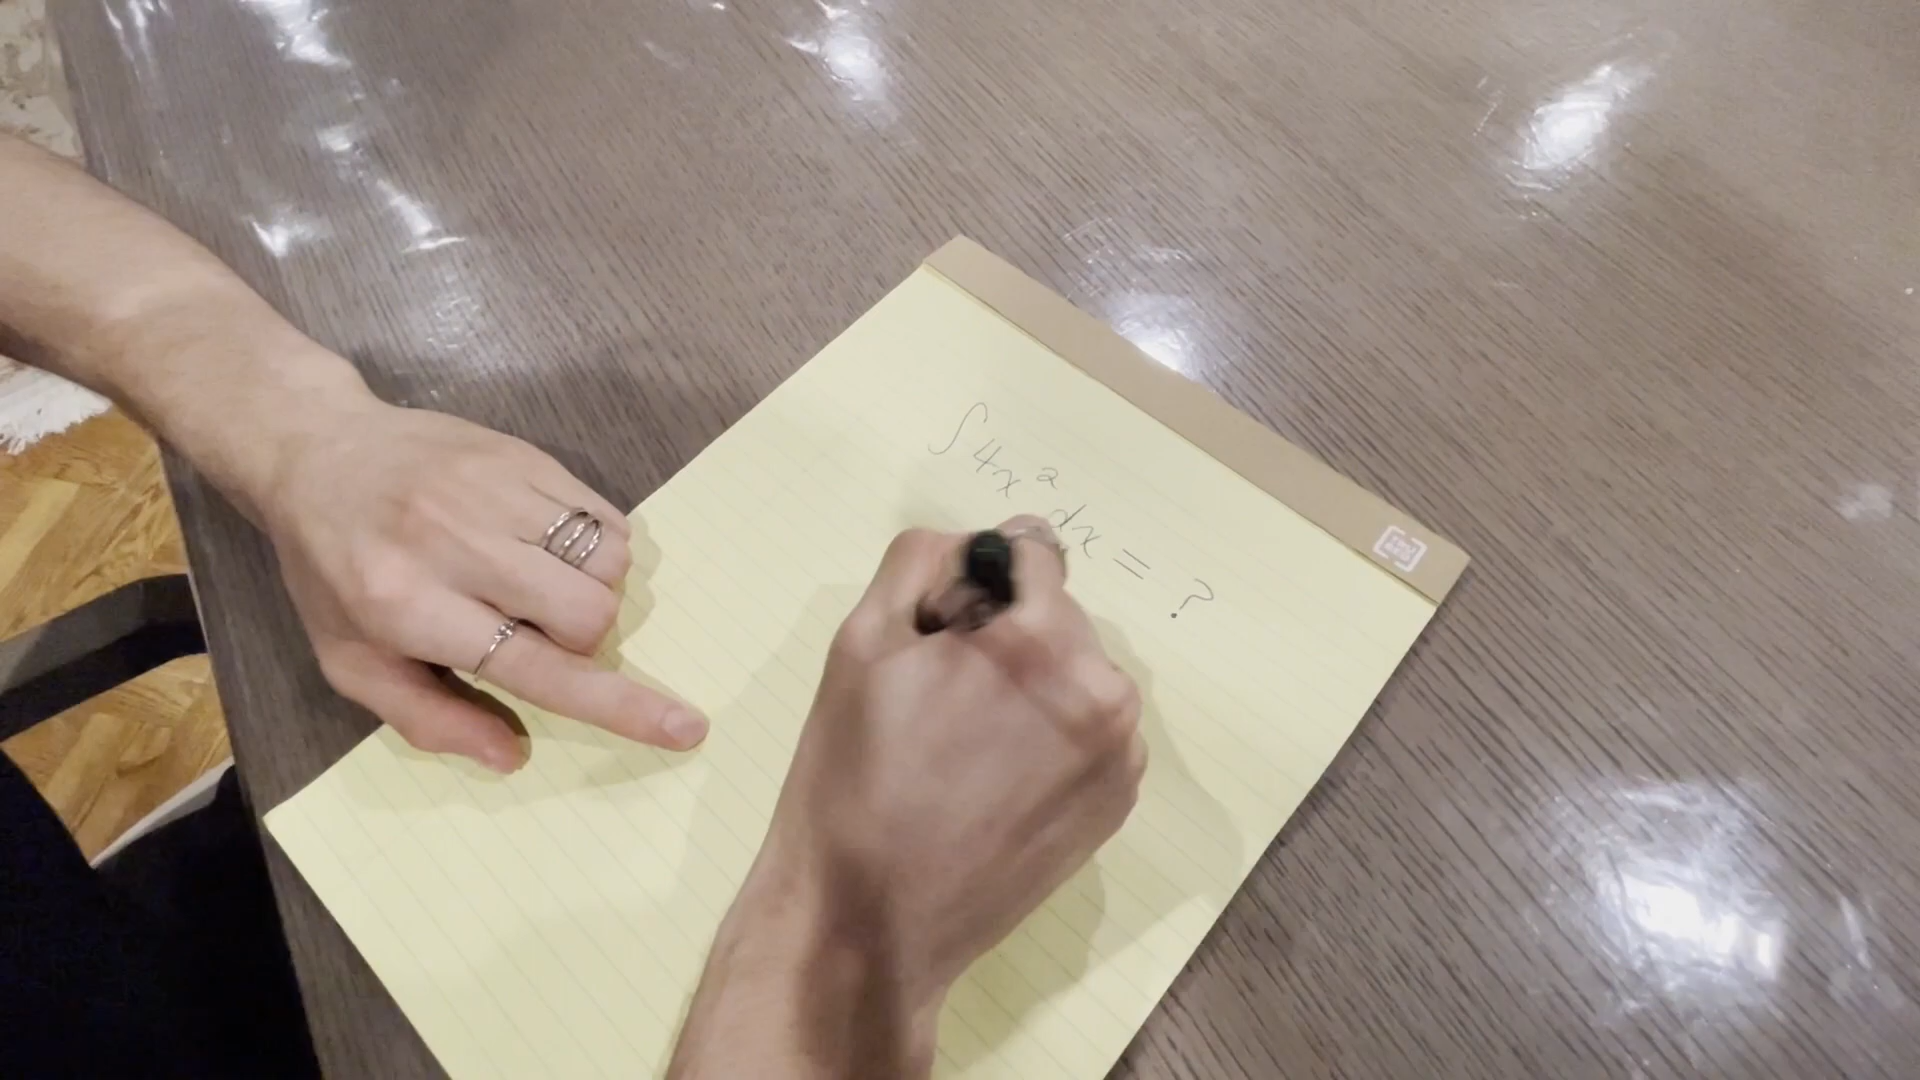 ∫ 4x² dx = ?